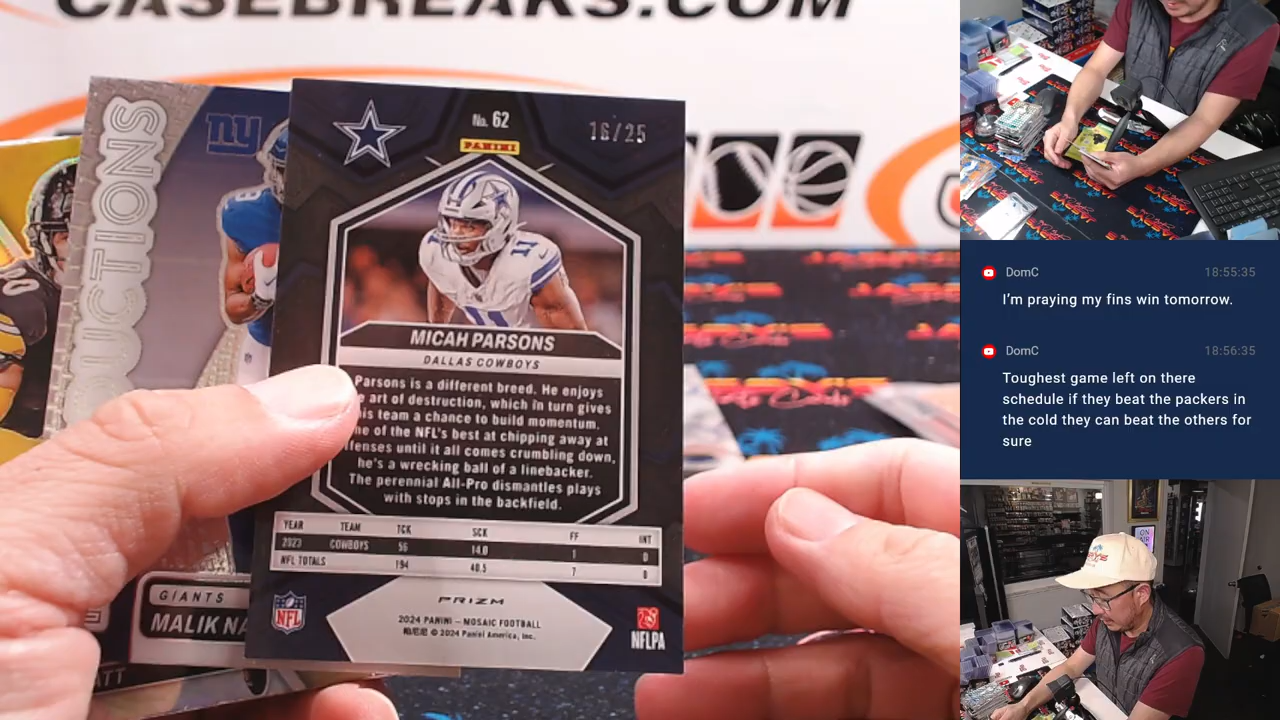 CASEBREAKS.COM
UCTIONS
ny
No. 62
16/25
PANINI
MICAH PARSONS
DALLAS COWBOYS
Parsons is a different breed. He enjoys
art of destruction, which in turn gives
his team a chance to build momentum.
of the NFL's best at chipping away at
until it all comes crumbling down,
he's a wrecking ball of a linebacker.
The perennial All-Pro dismantles plays
with stops in the backfield.
YEAR TEAM TCK SCK FF INT
2023 COWBOYS 56 14.0 1 0
NFL TOTALS 194 40.5 7 0
PRIZM
2024 PANINI – MOSAIC FOOTBALL
© 2024 Panini America, Inc.
NFL
NFLPA
GIANTS
MALIK NA
DomC 18:55:35
I'm praying my fins win tomorrow.
DomC 18:56:35
Toughest game left on there
schedule if they beat the packers in
the cold they can beat the others for
sure